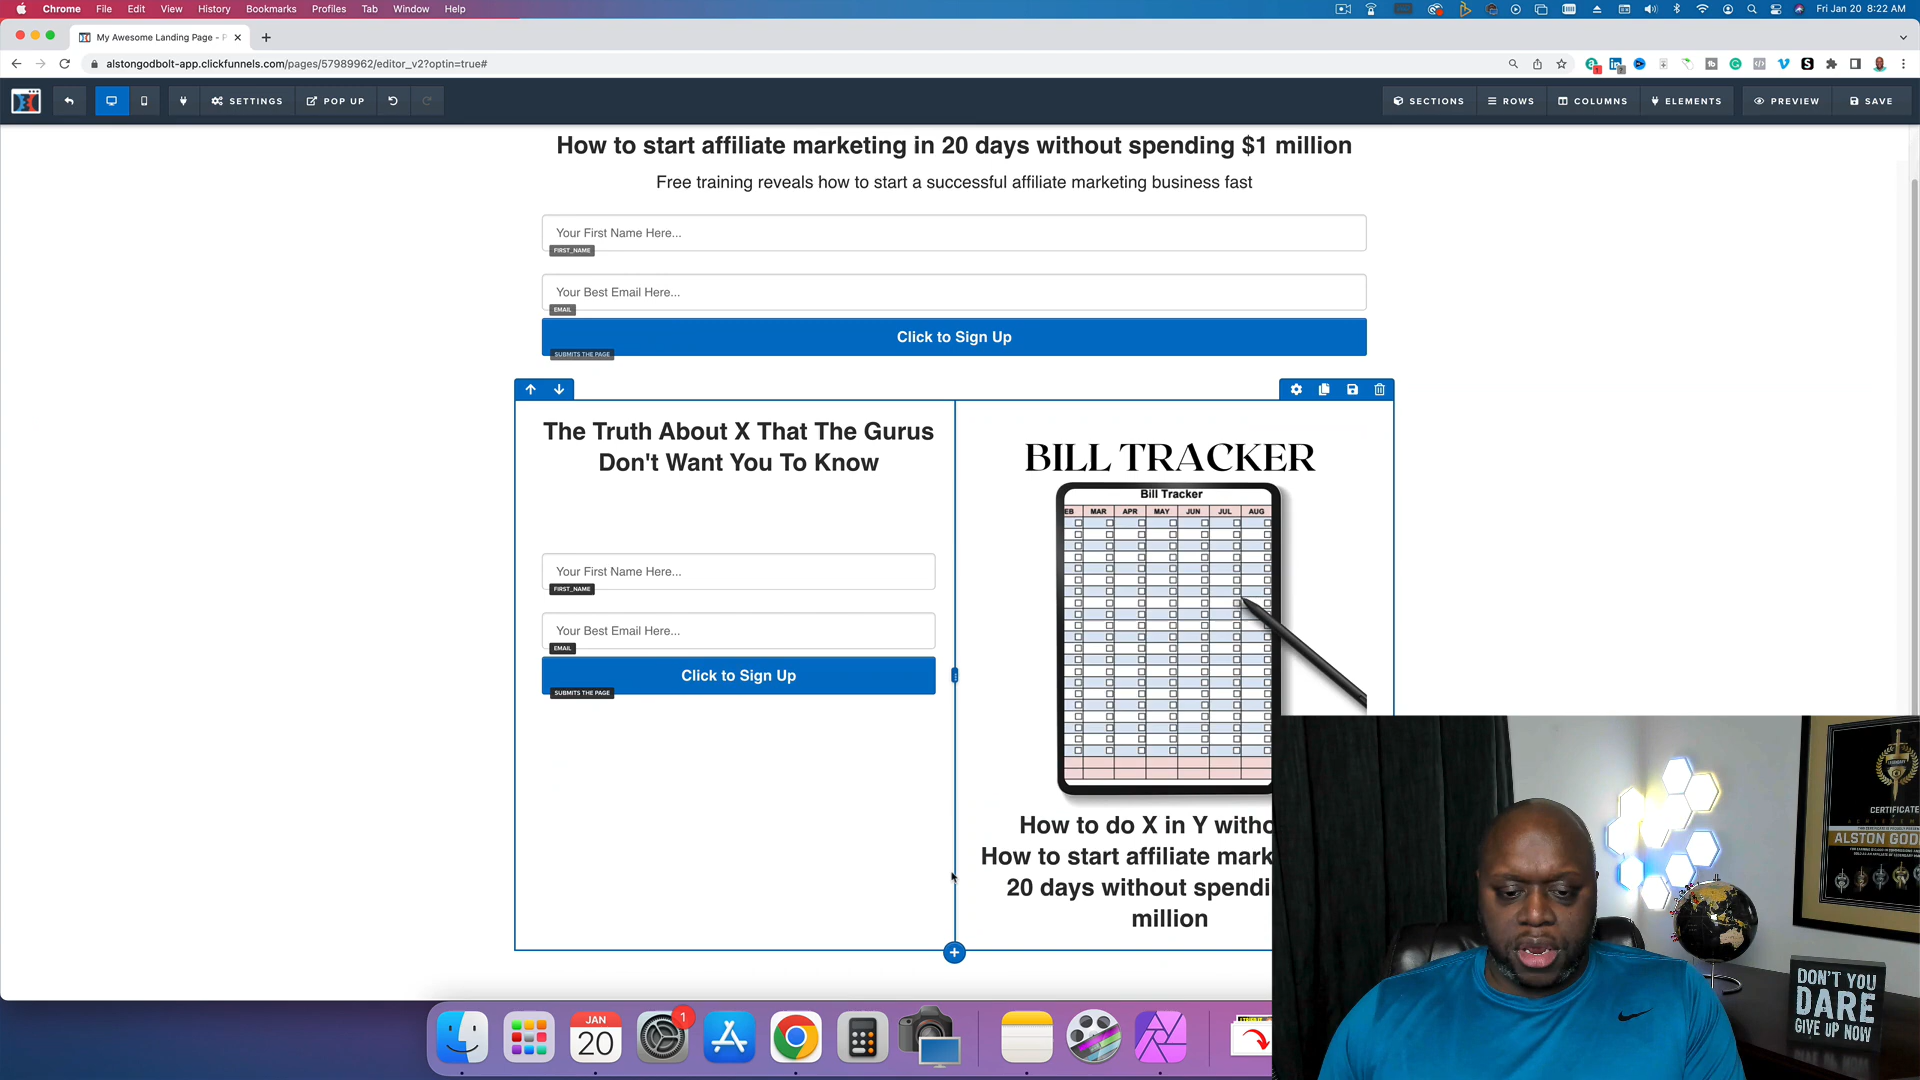 Chrome File Edit View History Bookmarks Profiles Tab Window Help
Fri Jan 20 8:22 AM
My Awesome Landing Page - P
alstongodbolt-app.clickfunnels.com/pages/57989962/editor_v2?optin=true#
SETTINGS
POP UP
SECTIONS
ROWS
COLUMNS
ELEMENTS
PREVIEW
SAVE
How to start affiliate marketing in 20 days without spending $1 million
Free training reveals how to start a successful affiliate marketing business fast
Your First Name Here...
FIRST_NAME
Your Best Email Here...
EMAIL
Click to Sign Up
SUBMITS THE PAGE
The Truth About X That The Gurus
Don't Want You To Know
Your First Name Here...
FIRST_NAME
Your Best Email Here...
EMAIL
Click to Sign Up
SUBMITS THE PAGE
BILL TRACKER
Bill Tracker
EB MAR APR MAY JUN JUL AUG
How to do X in Y witho
How to start affiliate mark
20 days without spendi
million
JAN
20
1
CERTIFICATE
ALSTON GOD
DON'T YOU
DARE
GIVE UP NOW